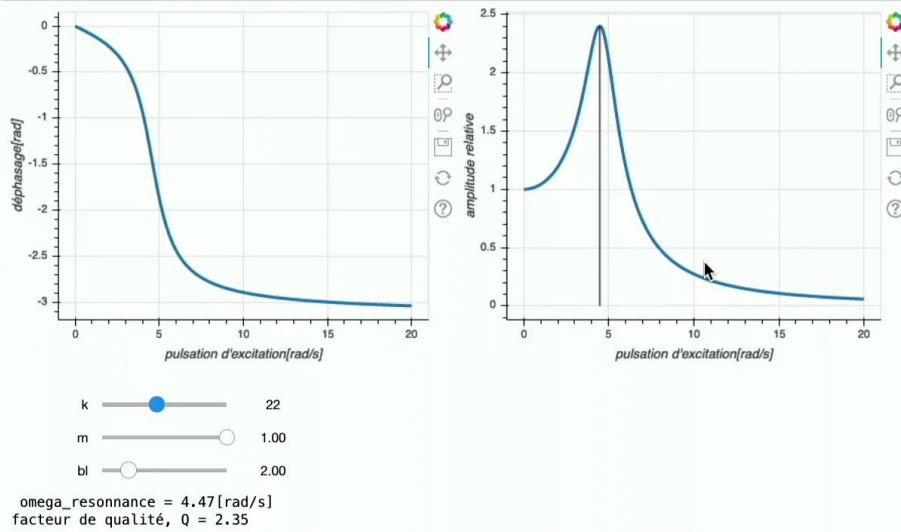 0
-0.5
-1
-1.5
-2
-2.5
-3
déphasage[rad]
0
5
10
15
20
pulsation d'excitation[rad/s]
2.5
2
1.5
1
0.5
0
amplitude relative
0
5
10
15
20
pulsation d'excitation[rad/s]
k 22
m 1.00
bl 2.00
omega_resonnance = 4.47[rad/s]
facteur de qualité, Q = 2.35